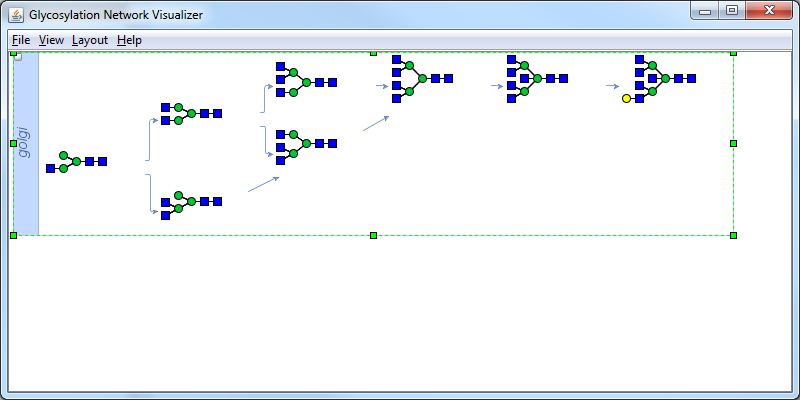 Glycosylation Network Visualizer
File View Layout Help
golgi